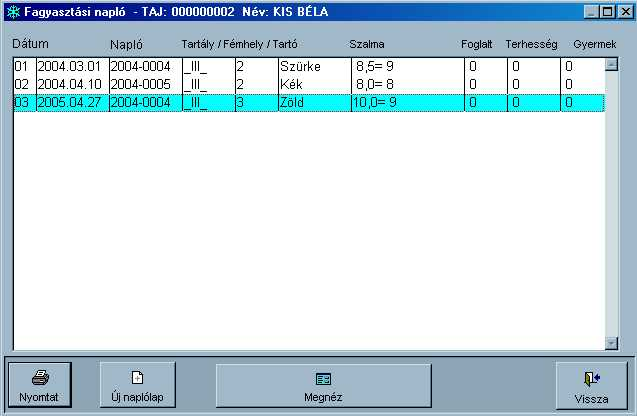 Fagyasztási napló - TAJ: 000000002 Név: KIS BÉLA
Dátum Napló Tartály / Fémhely / Tartó Szalma Foglalt Terhesség Gyermek
01 2004.03.01 2004-0004 _III_ 2 Szürke 8,5= 9 0 0 0
02 2004.04.10 2004-0005 _III_ 2 Kék 8,0= 8 0 0 0
03 2005.04.27 2004-0004 _III_ 3 Zöld 10,0= 9 0 0 0
Nyomtat Új naplólap Megnéz Vissza